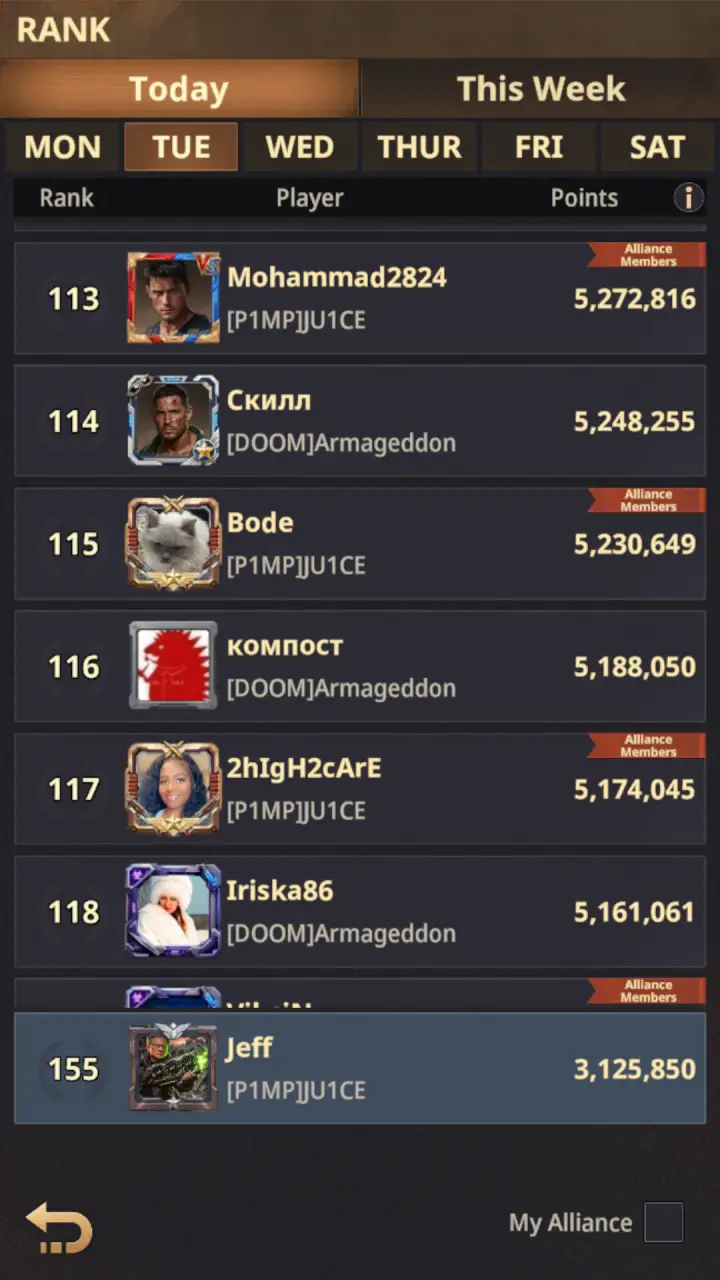 RANK
Today
This Week
MON
TUE
WED
THUR
FRI
SAT
Rank
Player
Points
i
Alliance
Members
113
VS
Mohammad2824
[P1MP]JU1CE
5,272,816
114
Скилл
[DOOM]Armageddon
5,248,255
Alliance
Members
115
Bode
[P1MP]JU1CE
5,230,649
116
компост
[DOOM]Armageddon
5,188,050
Alliance
Members
117
2hIgH2cArE
[P1MP]JU1CE
5,174,045
118
Iriska86
[DOOM]Armageddon
5,161,061
Alliance
Members
155
Jeff
[P1MP]JU1CE
3,125,850
My Alliance